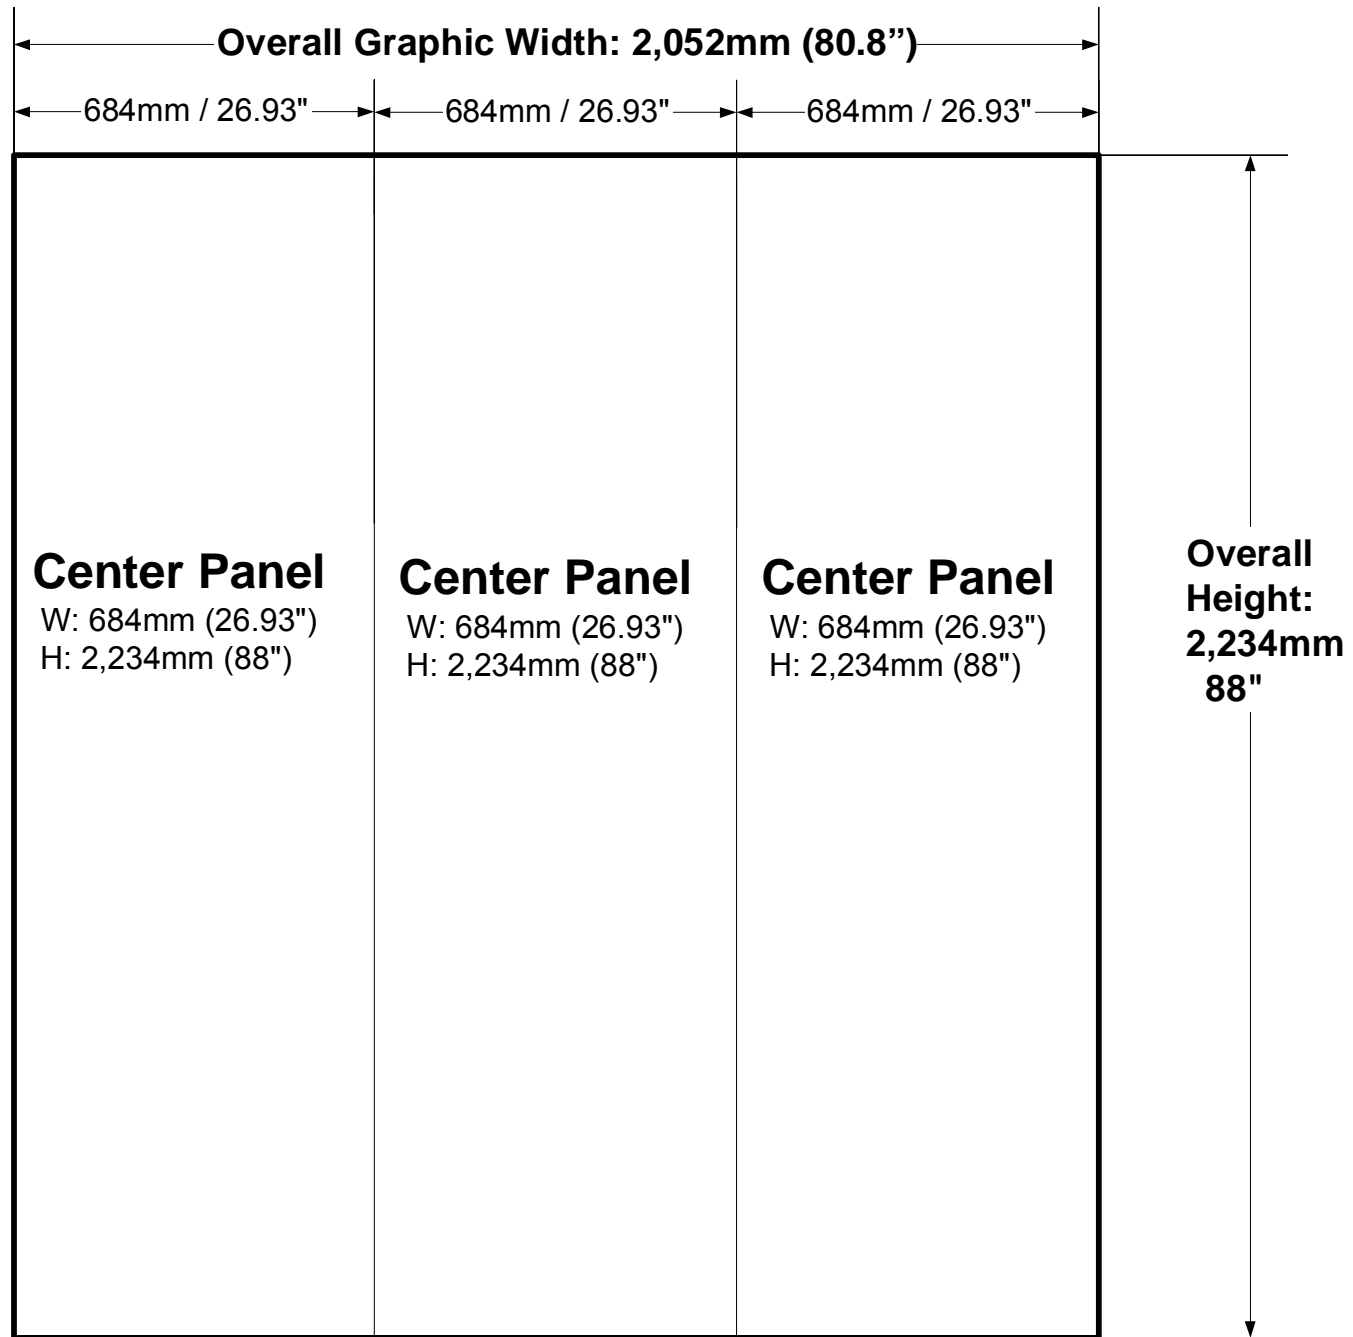 Overall Graphic Width: 2,052mm (80.8”)
684mm / 26.93"
684mm / 26.93"
684mm / 26.93"
Center Panel
W: 684mm (26.93")
H: 2,234mm (88")
Center Panel
W: 684mm (26.93")
H: 2,234mm (88")
Center Panel
W: 684mm (26.93")
H: 2,234mm (88")
Overall
Height:
2,234mm
88"